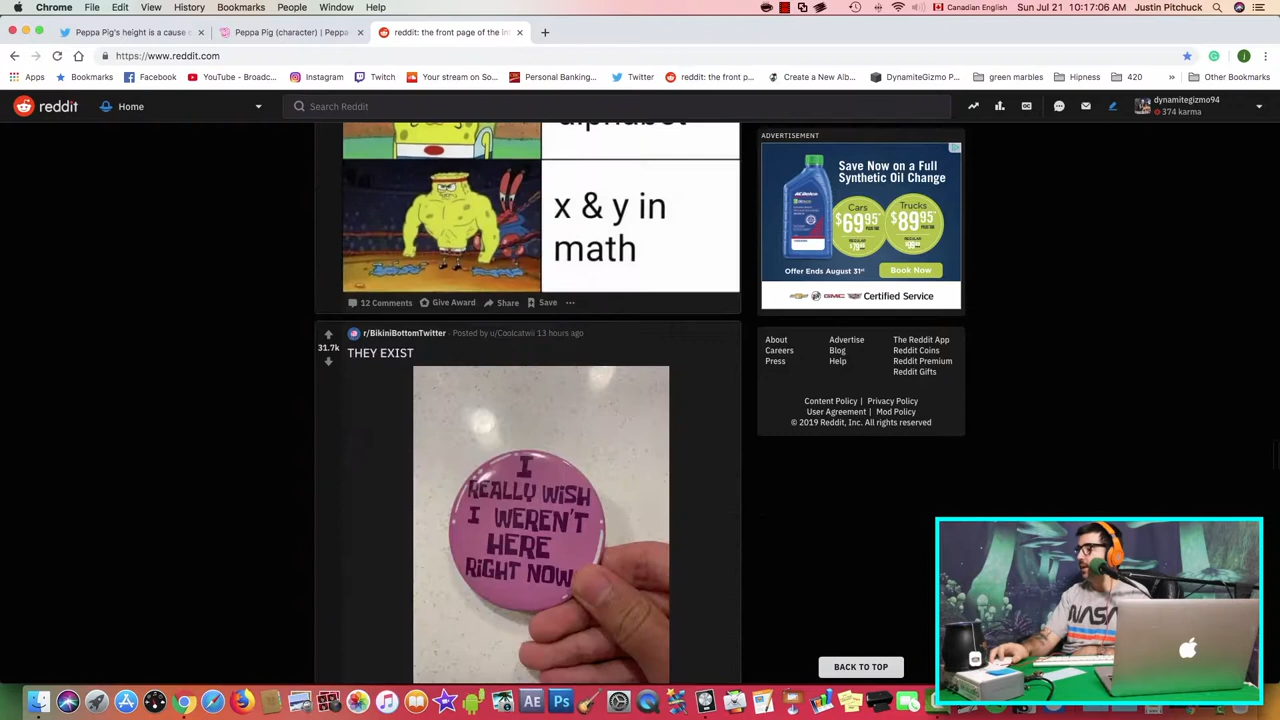 Chrome File Edit View History Bookmarks People Window Help
Canadian English Sun Jul 21 10:17:06 AM Justin Pitchuck
Peppa Pig's height is a cause
Peppa Pig (character) | Peppa
reddit: the front page of the in
https://www.reddit.com
Apps Bookmarks Facebook YouTube - Broadc... Instagram Twitch Your stream on So... Personal Banking... Twitter reddit: the front p... Create a New Alb... DynamiteGizmo P... green marbles Hipness 420 » Other Bookmarks
reddit Home Search Reddit
dynamitegizmo94
374 karma
alphabet
x & y in
math
12 Comments Give Award Share Save
31.7k
r/BikiniBottomTwitter · Posted by u/Coolcatwii 13 hours ago
THEY EXIST
I
REALLY WISH
I WEREN'T
HERE
RIGHT NOW
ADVERTISEMENT
Save Now on a Full
Synthetic Oil Change
ACDelco
Cars
$69.95
Trucks
$89.95
Offer Ends August 31st
Book Now
GMC Certified Service
About Advertise The Reddit App
Careers Blog Reddit Coins
Press Help Reddit Premium
Reddit Gifts
Content Policy | Privacy Policy
User Agreement | Mod Policy
© 2019 Reddit, Inc. All rights reserved
BACK TO TOP
NASA
AE Ps